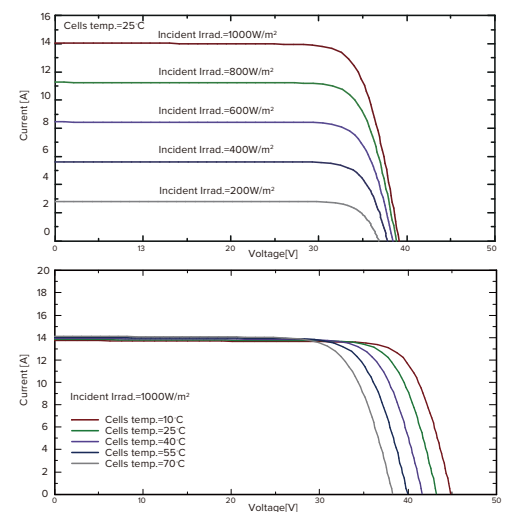 16
Cells temp.=25°C
Incident Irrad.=1000W/m²
14
12
Incident Irrad.=800W/m²
10
Incident Irrad.=600W/m²
8
6
Incident Irrad.=400W/m²
4
Incident Irrad.=200W/m²
2
0
Current [A]
0 13 20 30 40 50
Voltage[V]
20
18
16
14
12
10
8
6
4
2
0
Current [A]
Incident Irrad.=1000W/m²
Cells temp.=10°C
Cells temp.=25°C
Cells temp.=40°C
Cells temp.=55°C
Cells temp.=70°C
0 13 20 30 40 50
Voltage[V]